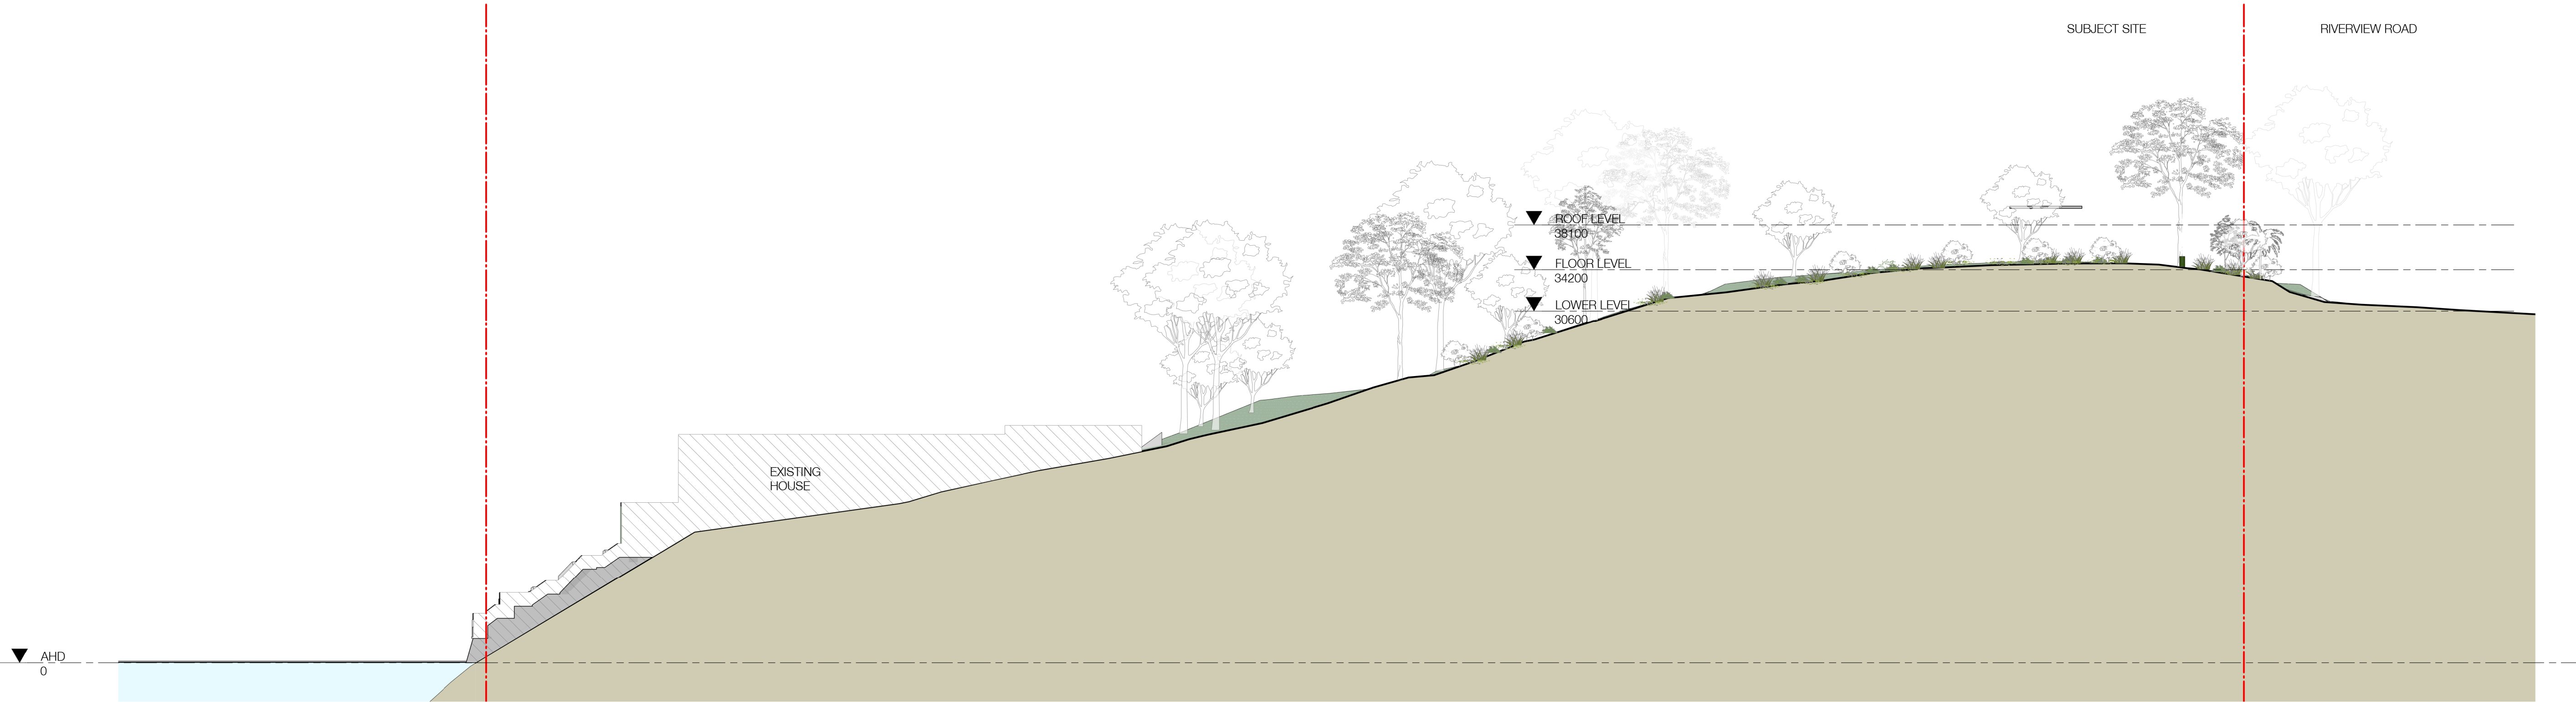 SUBJECT SITE
RIVERVIEW ROAD
ROOF LEVEL
38100
FLOOR LEVEL
34200
LOWER LEVEL
30600
EXISTING
HOUSE
AHD
0